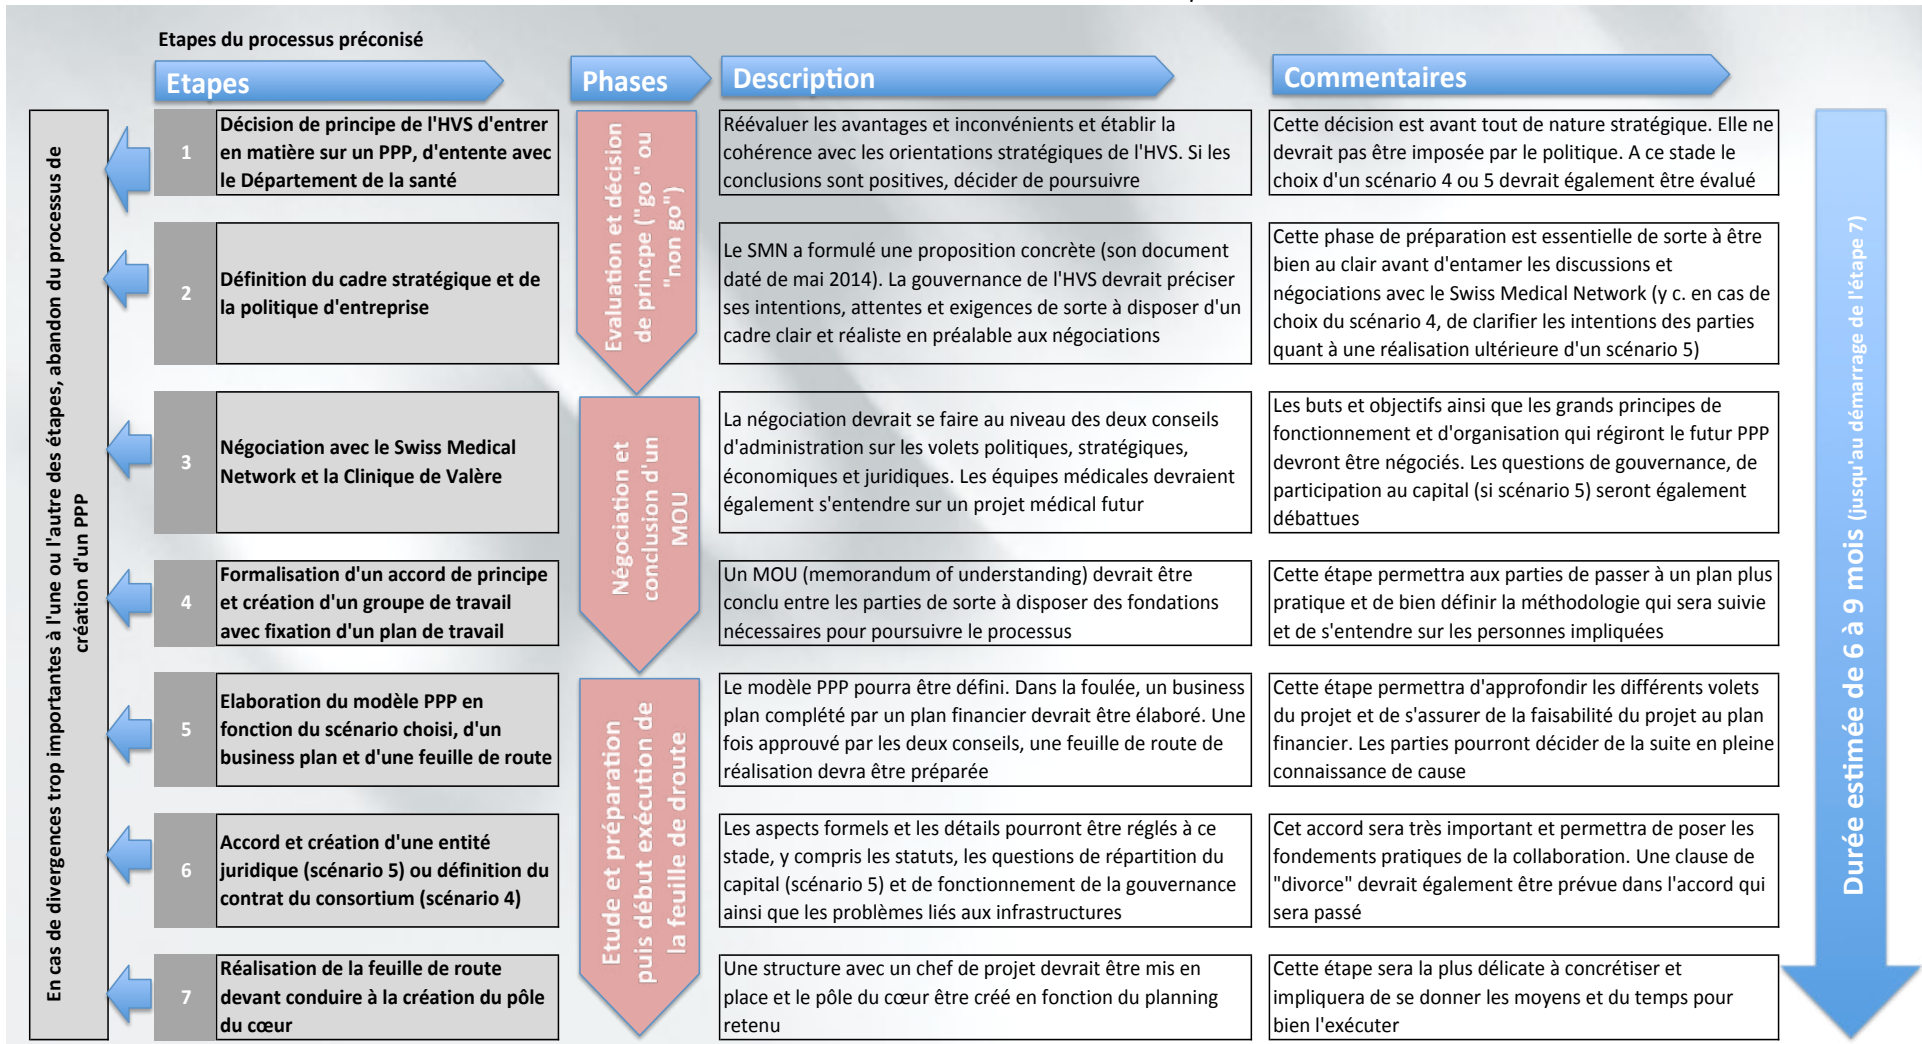 Etapes du processus préconisé
Etapes
Phases
Description
Commentaires
En cas de divergences trop importantes à l'une ou l'autre des étapes, abandon du processus de
création d'un PPP
1
Décision de principe de l'HVS d'entrer
en matière sur un PPP, d'entente avec
le Département de la santé
Evaluation et décision
de princpe ("go " ou
"non go")
Réévaluer les avantages et inconvénients et établir la
cohérence avec les orientations stratégiques de l'HVS. Si les
conclusions sont positives, décider de poursuivre
Cette décision est avant tout de nature stratégique. Elle ne
devrait pas être imposée par le politique. A ce stade le
choix d'un scénario 4 ou 5 devrait également être évalué
2
Définition du cadre stratégique et de
la politique d'entreprise
Le SMN a formulé une proposition concrète (son document
daté de mai 2014). La gouvernance de l'HVS devrait préciser
ses intentions, attentes et exigences de sorte à disposer d'un
cadre clair et réaliste en préalable aux négociations
Cette phase de préparation est essentielle de sorte à être
bien au clair avant d'entamer les discussions et
négociations avec le Swiss Medical Network (y c. en cas de
choix du scénario 4, de clarifier les intentions des parties
quant à une réalisation ultérieure d'un scénario 5)
3
Négociation avec le Swiss Medical
Network et la Clinique de Valère
Négociation et
conclusion d'un
MOU
La négociation devrait se faire au niveau des deux conseils
d'administration sur les volets politiques, stratégiques,
économiques et juridiques. Les équipes médicales devraient
également s'entendre sur un projet médical futur
Les buts et objectifs ainsi que les grands principes de
fonctionnement et d'organisation qui régiront le futur PPP
devront être négociés. Les questions de gouvernance, de
participation au capital (si scénario 5) seront également
débattues
4
Formalisation d'un accord de principe
et création d'un groupe de travail
avec fixation d'un plan de travail
Un MOU (memorandum of understanding) devrait être
conclu entre les parties de sorte à disposer des fondations
nécessaires pour poursuivre le processus
Cette étape permettra aux parties de passer à un plan plus
pratique et de bien définir la méthodologie qui sera suivie
et de s'entendre sur les personnes impliquées
5
Elaboration du modèle PPP en
fonction du scénario choisi, d'un
business plan et d'une feuille de route
Etude et préparation
puis début exécution de
la feuille de droute
Le modèle PPP pourra être défini. Dans la foulée, un business
plan complété par un plan financier devrait être élaboré. Une
fois approuvé par les deux conseils, une feuille de route de
réalisation devra être préparée
Cette étape permettra d'approfondir les différents volets
du projet et de s'assurer de la faisabilité du projet au plan
financier. Les parties pourront décider de la suite en pleine
connaissance de cause
6
Accord et création d'une entité
juridique (scénario 5) ou définition du
contrat du consortium (scénario 4)
Les aspects formels et les détails pourront être réglés à ce
stade, y compris les statuts, les questions de répartition du
capital (scénario 5) et de fonctionnement de la gouvernance
ainsi que les problèmes liés aux infrastructures
Cet accord sera très important et permettra de poser les
fondements pratiques de la collaboration. Une clause de
"divorce" devrait également être prévue dans l'accord qui
sera passé
7
Réalisation de la feuille de route
devant conduire à la création du pôle
du cœur
Une structure avec un chef de projet devrait être mis en
place et le pôle du cœur être créé en fonction du planning
retenu
Cette étape sera la plus délicate à concrétiser et
impliquera de se donner les moyens et du temps pour
bien l'exécuter
Durée estimée de 6 à 9 mois (jusqu'au démarrage de l'étape 7)